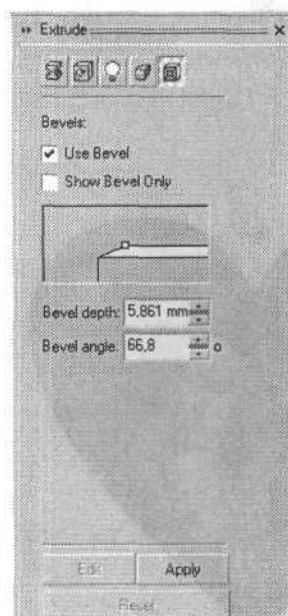 Extrude
Bevels:
Use Bevel
Show Bevel Only
Bevel depth: 5,861 mm
Bevel angle: 66,8 o
Edit Apply
Reset